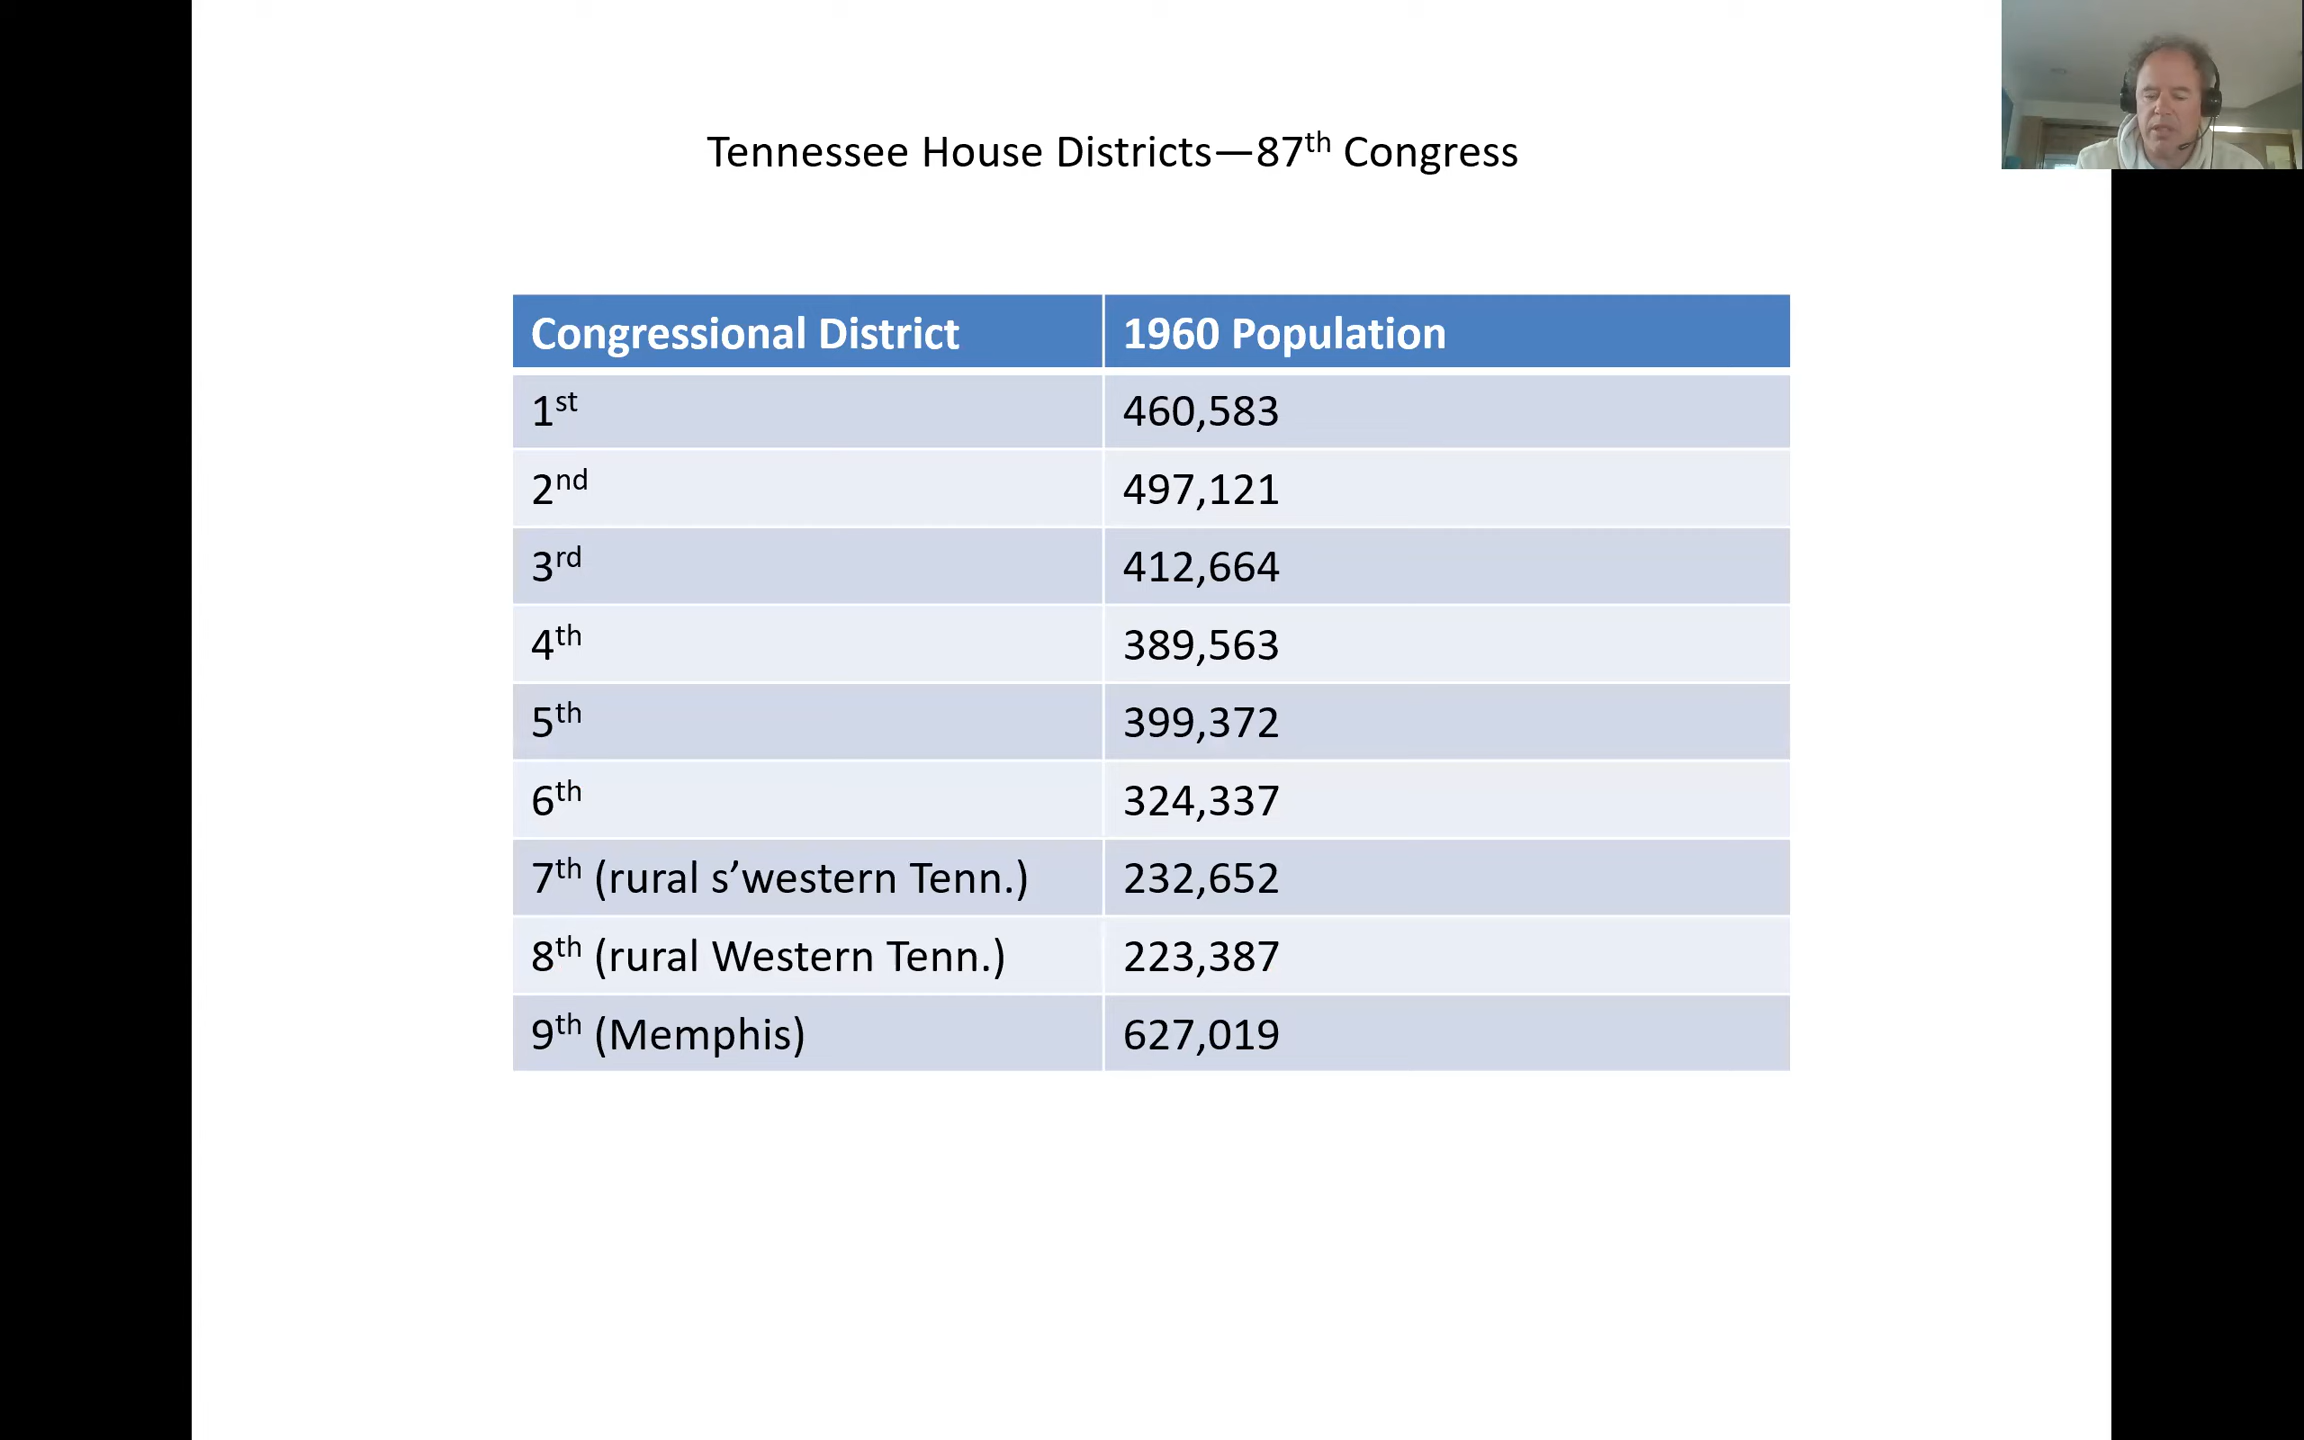 Tennessee House Districts—87th Congress
Congressional District 1960 Population
1st 460,583
2nd 497,121
3rd 412,664
4th 389,563
5th 399,372
6th 324,337
7th (rural s’western Tenn.) 232,652
8th (rural Western Tenn.) 223,387
9th (Memphis) 627,019